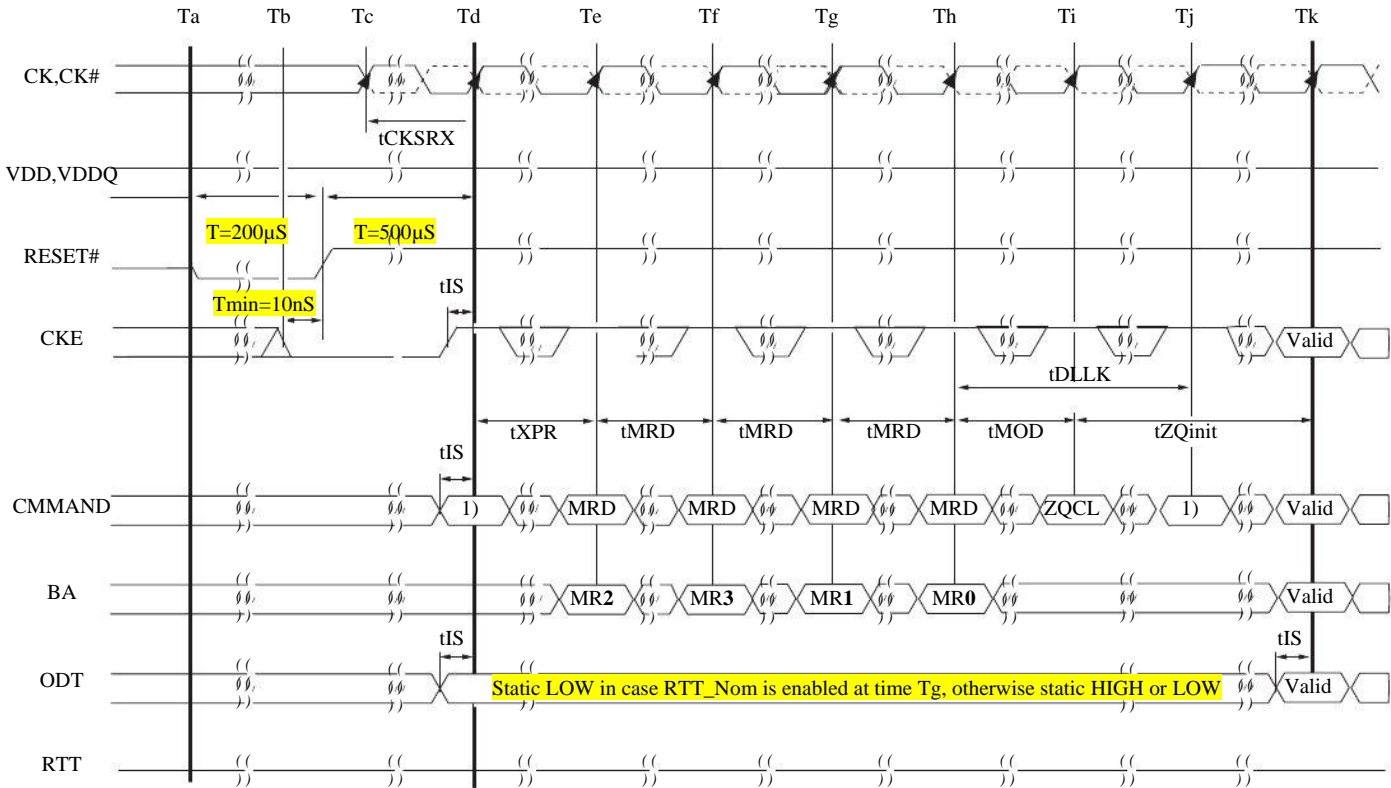 Ta Tb Tc Td Te Tf Tg Th Ti Tj Tk
CK,CK#
tCKSRX
VDD,VDDQ
T=200µS T=500µS
RESET#
Tmin=10nS tIS
CKE Valid
tDLLK
tXPR tMRD tMRD tMRD tMOD tZQinit
tIS
CMMAND 1) MRD MRD MRD MRD ZQCL 1) Valid
BA MR2 MR3 MR1 MR0 Valid
tIS tIS
ODT Static LOW in case RTT_Nom is enabled at time Tg, otherwise static HIGH or LOW Valid
RTT